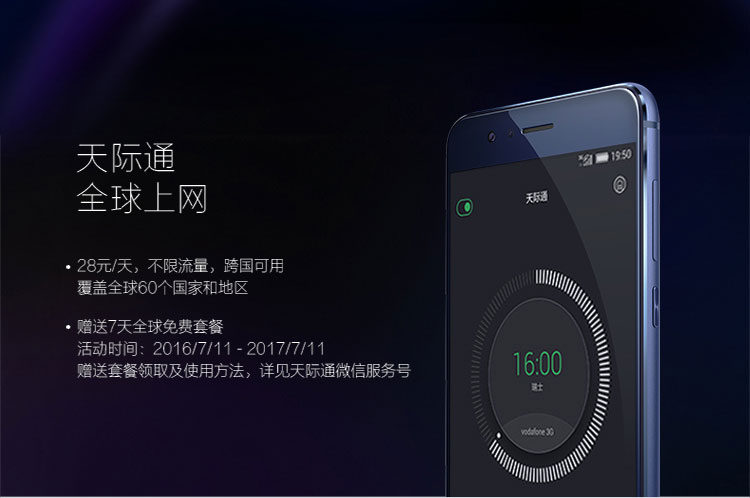 天际通
全球上网
• 28元/天，不限流量，跨国可用
覆盖全球60个国家和地区
• 赠送7天全球免费套餐
活动时间：2016/7/11 - 2017/7/11
赠送套餐领取及使用方法，详见天际通微信服务号
19:50
天际通
16:00
瑞士
vodafone 3G